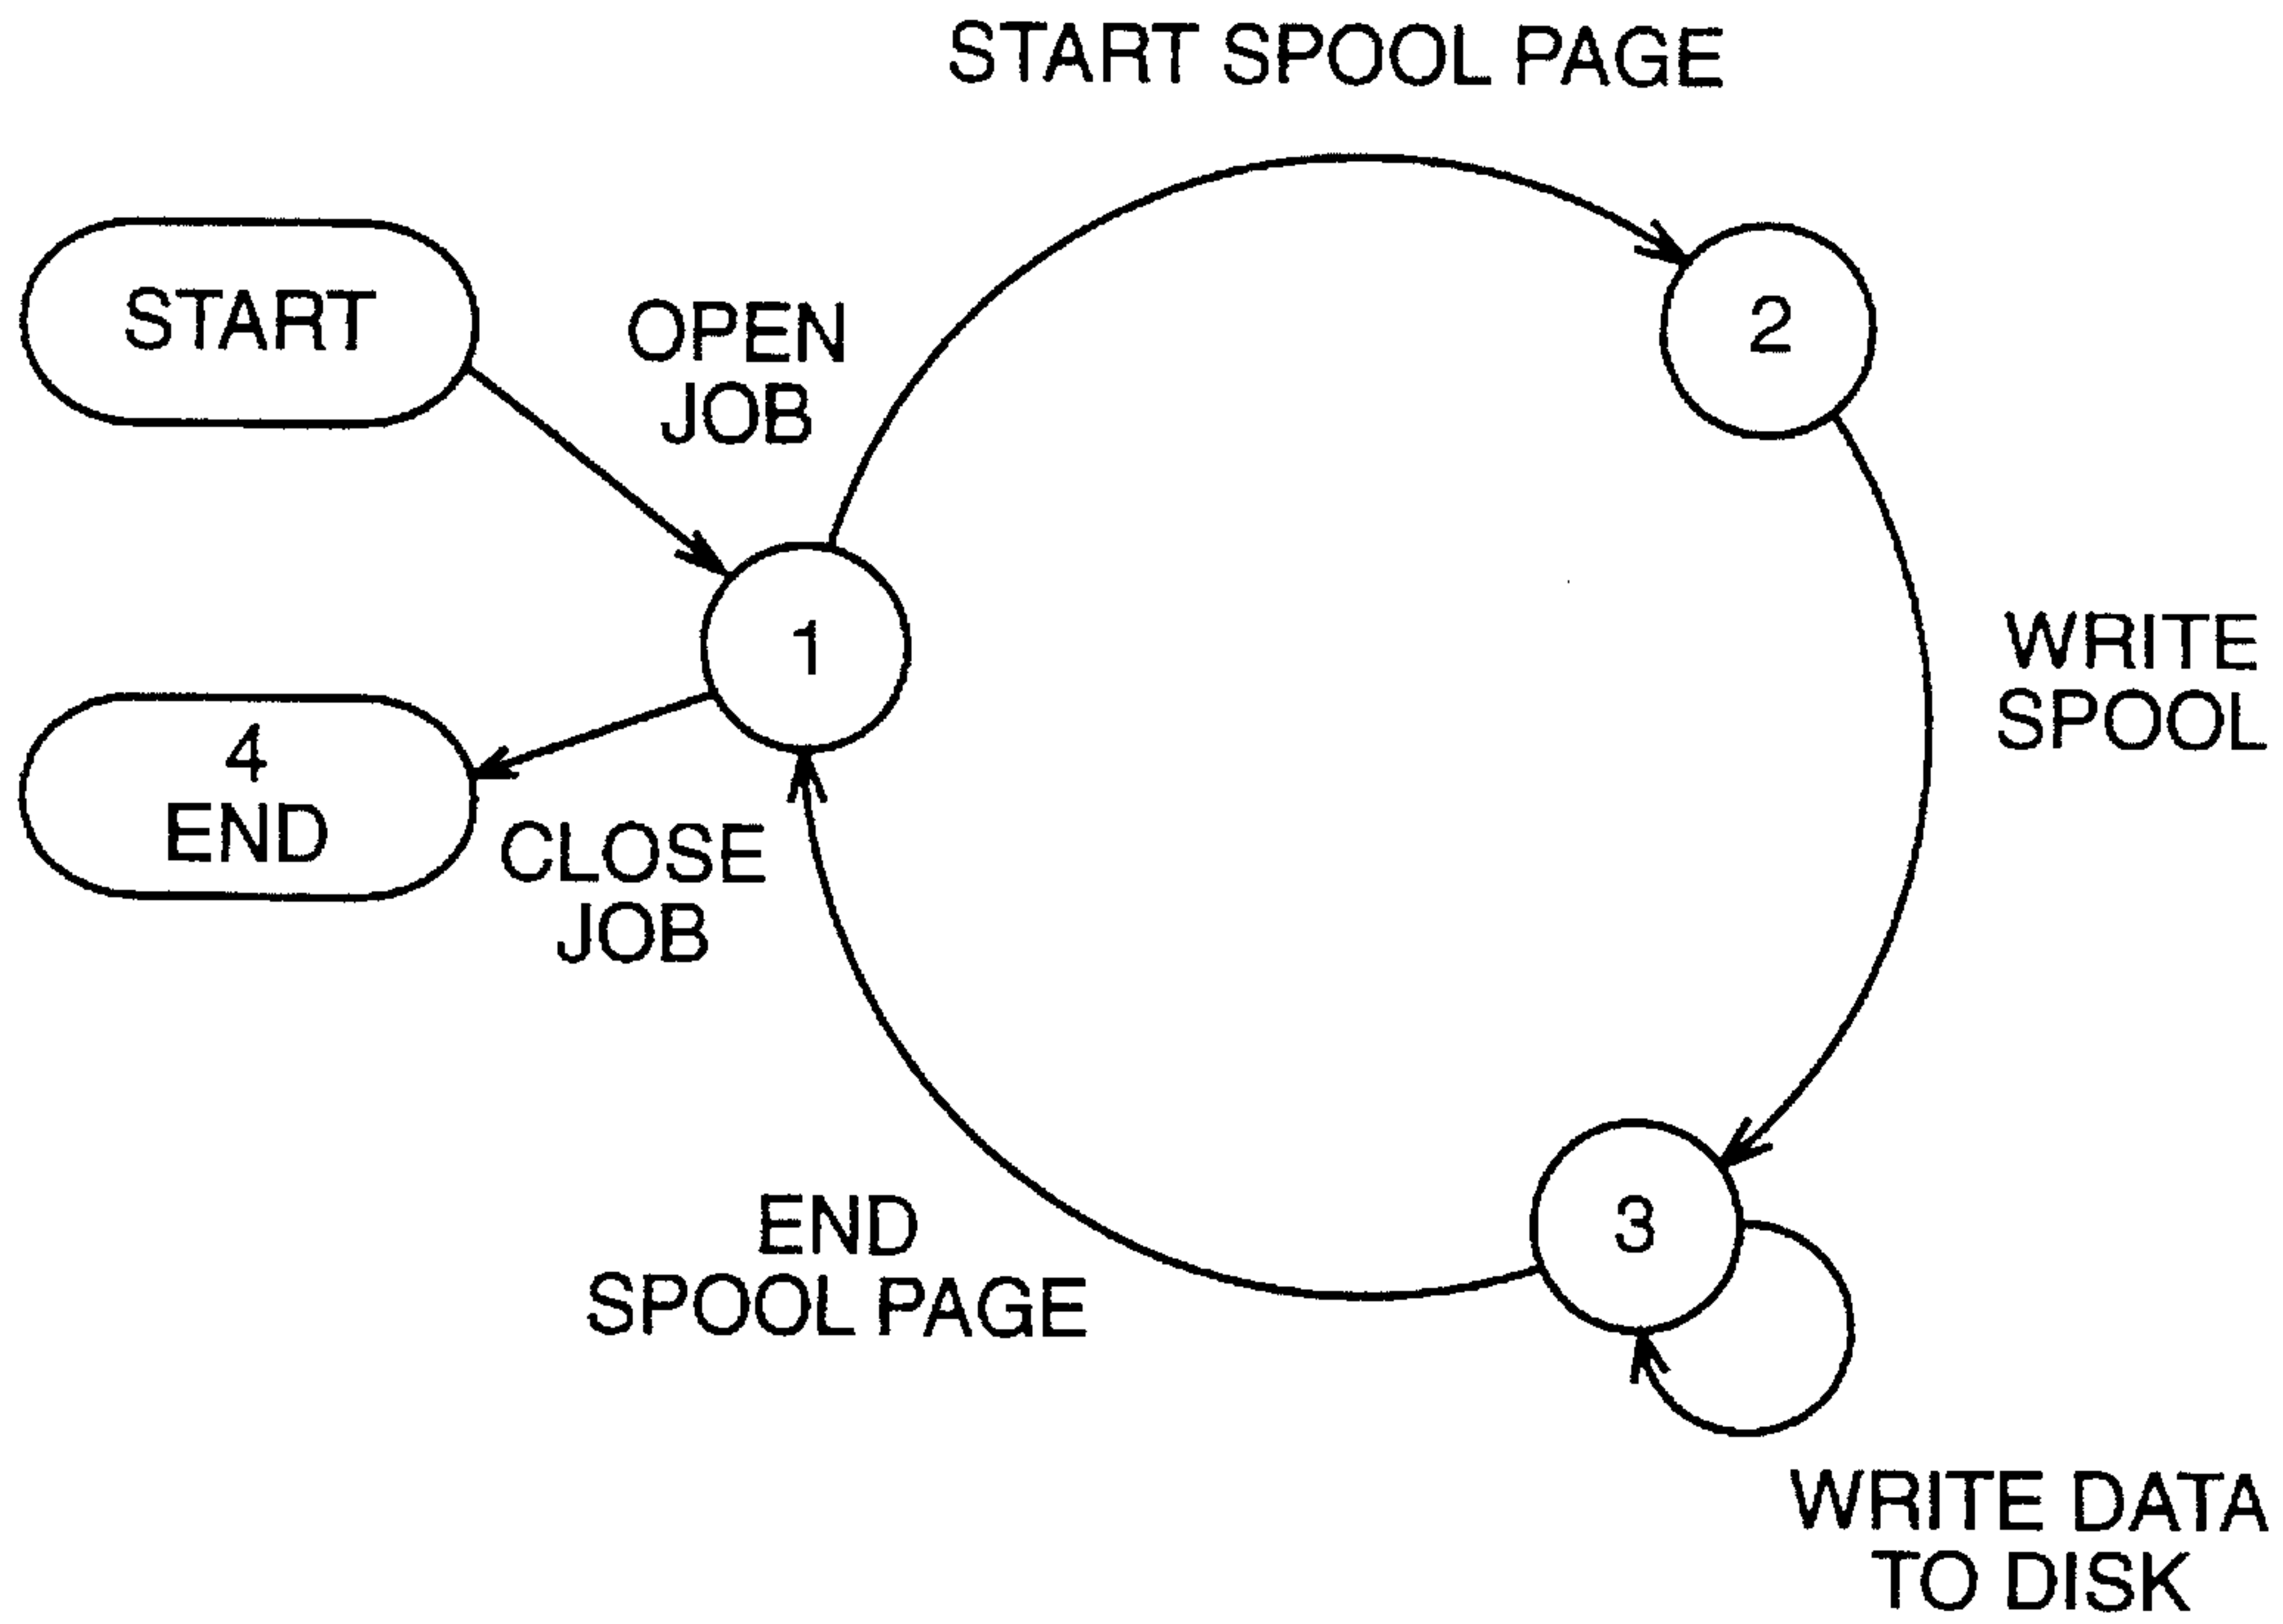 START SPOOL PAGE
START
OPEN
JOB
2
1
WRITE
SPOOL
4
END
CLOSE
JOB
END
SPOOL PAGE
3
WRITE DATA
TO DISK